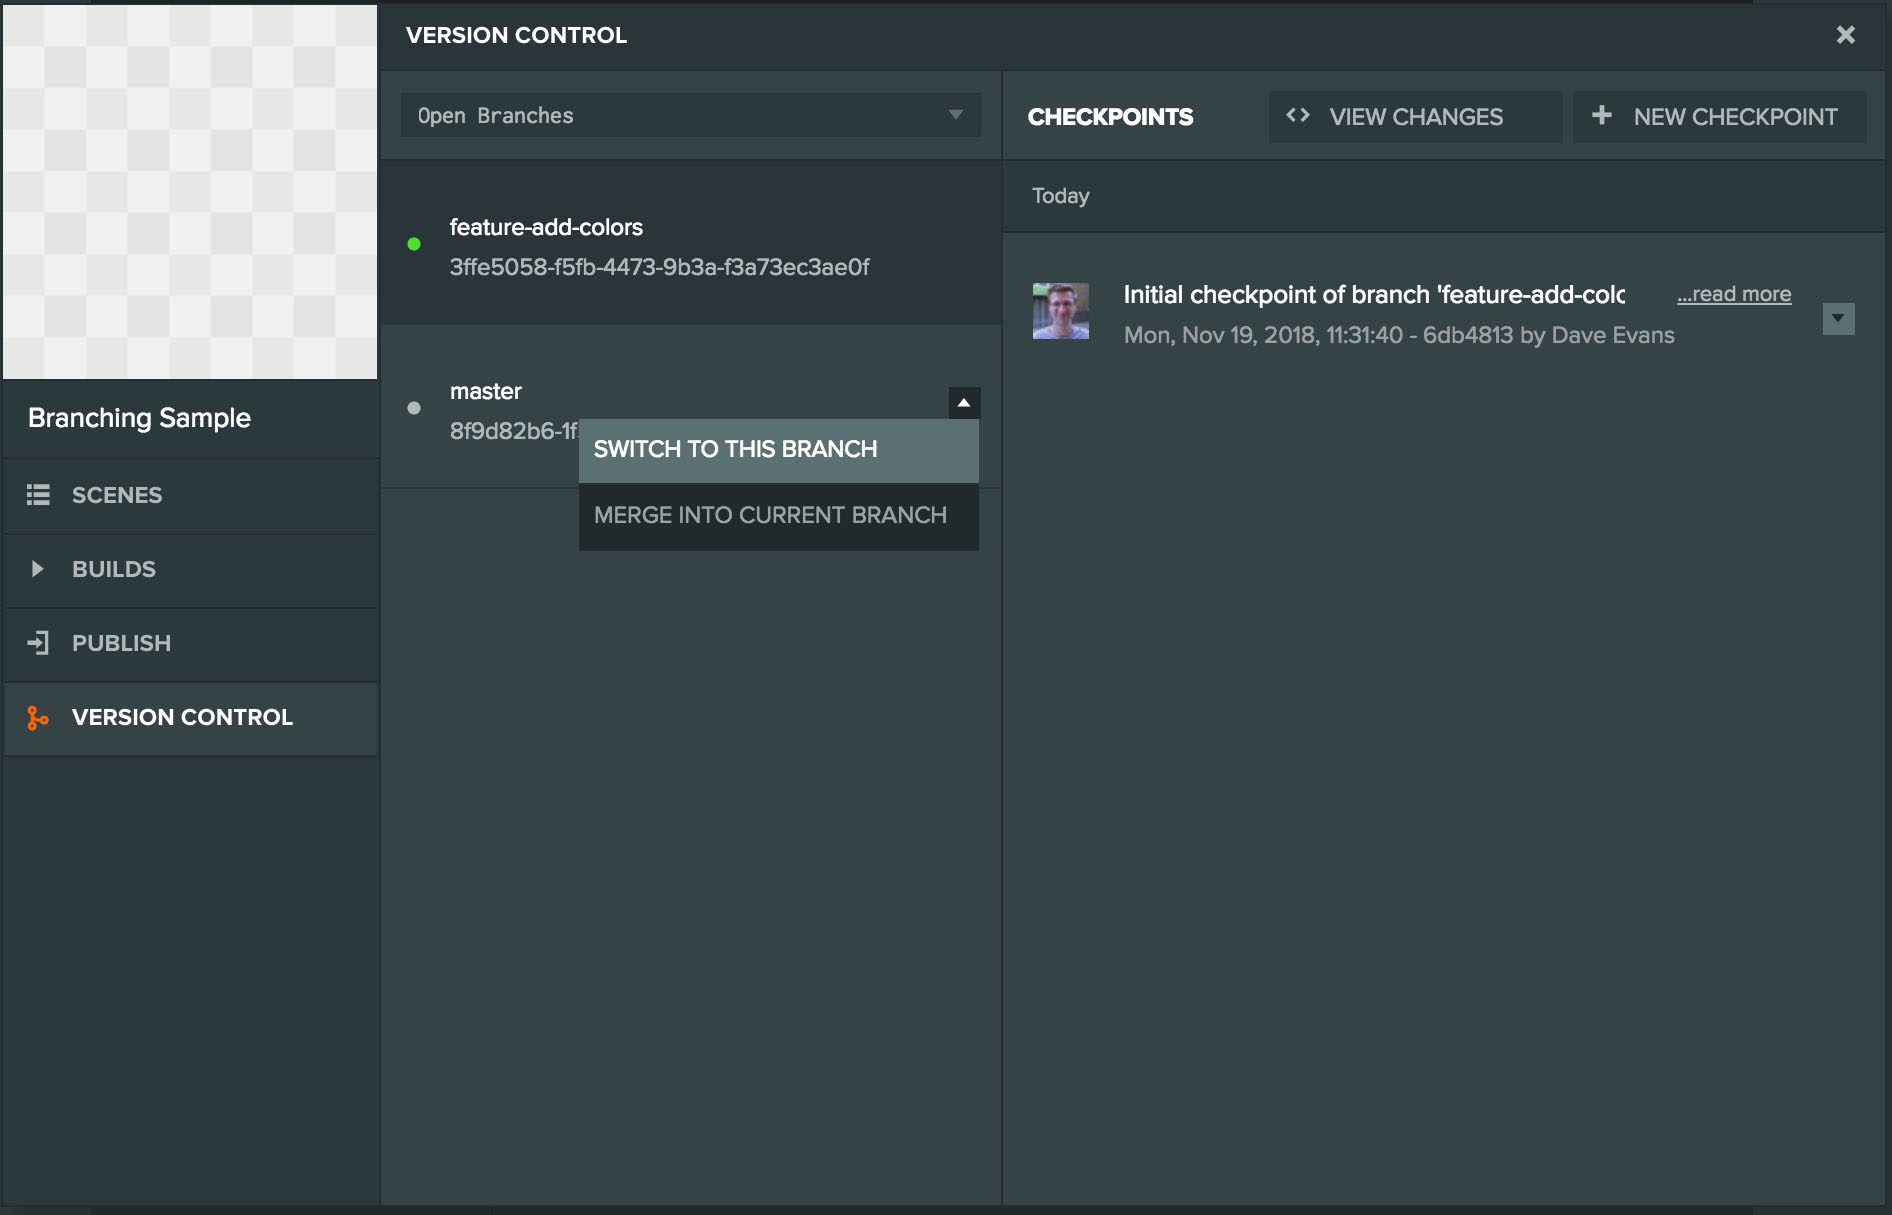 VERSION CONTROL
Open Branches
CHECKPOINTS
VIEW CHANGES
NEW CHECKPOINT
Today
feature-add-colors
3ffe5058-f5fb-4473-9b3a-f3a73ec3ae0f
Initial checkpoint of branch 'feature-add-colc
...read more
Mon, Nov 19, 2018, 11:31:40 - 6db4813 by Dave Evans
master
8f9d82b6-1f
SWITCH TO THIS BRANCH
MERGE INTO CURRENT BRANCH
Branching Sample
SCENES
BUILDS
PUBLISH
VERSION CONTROL